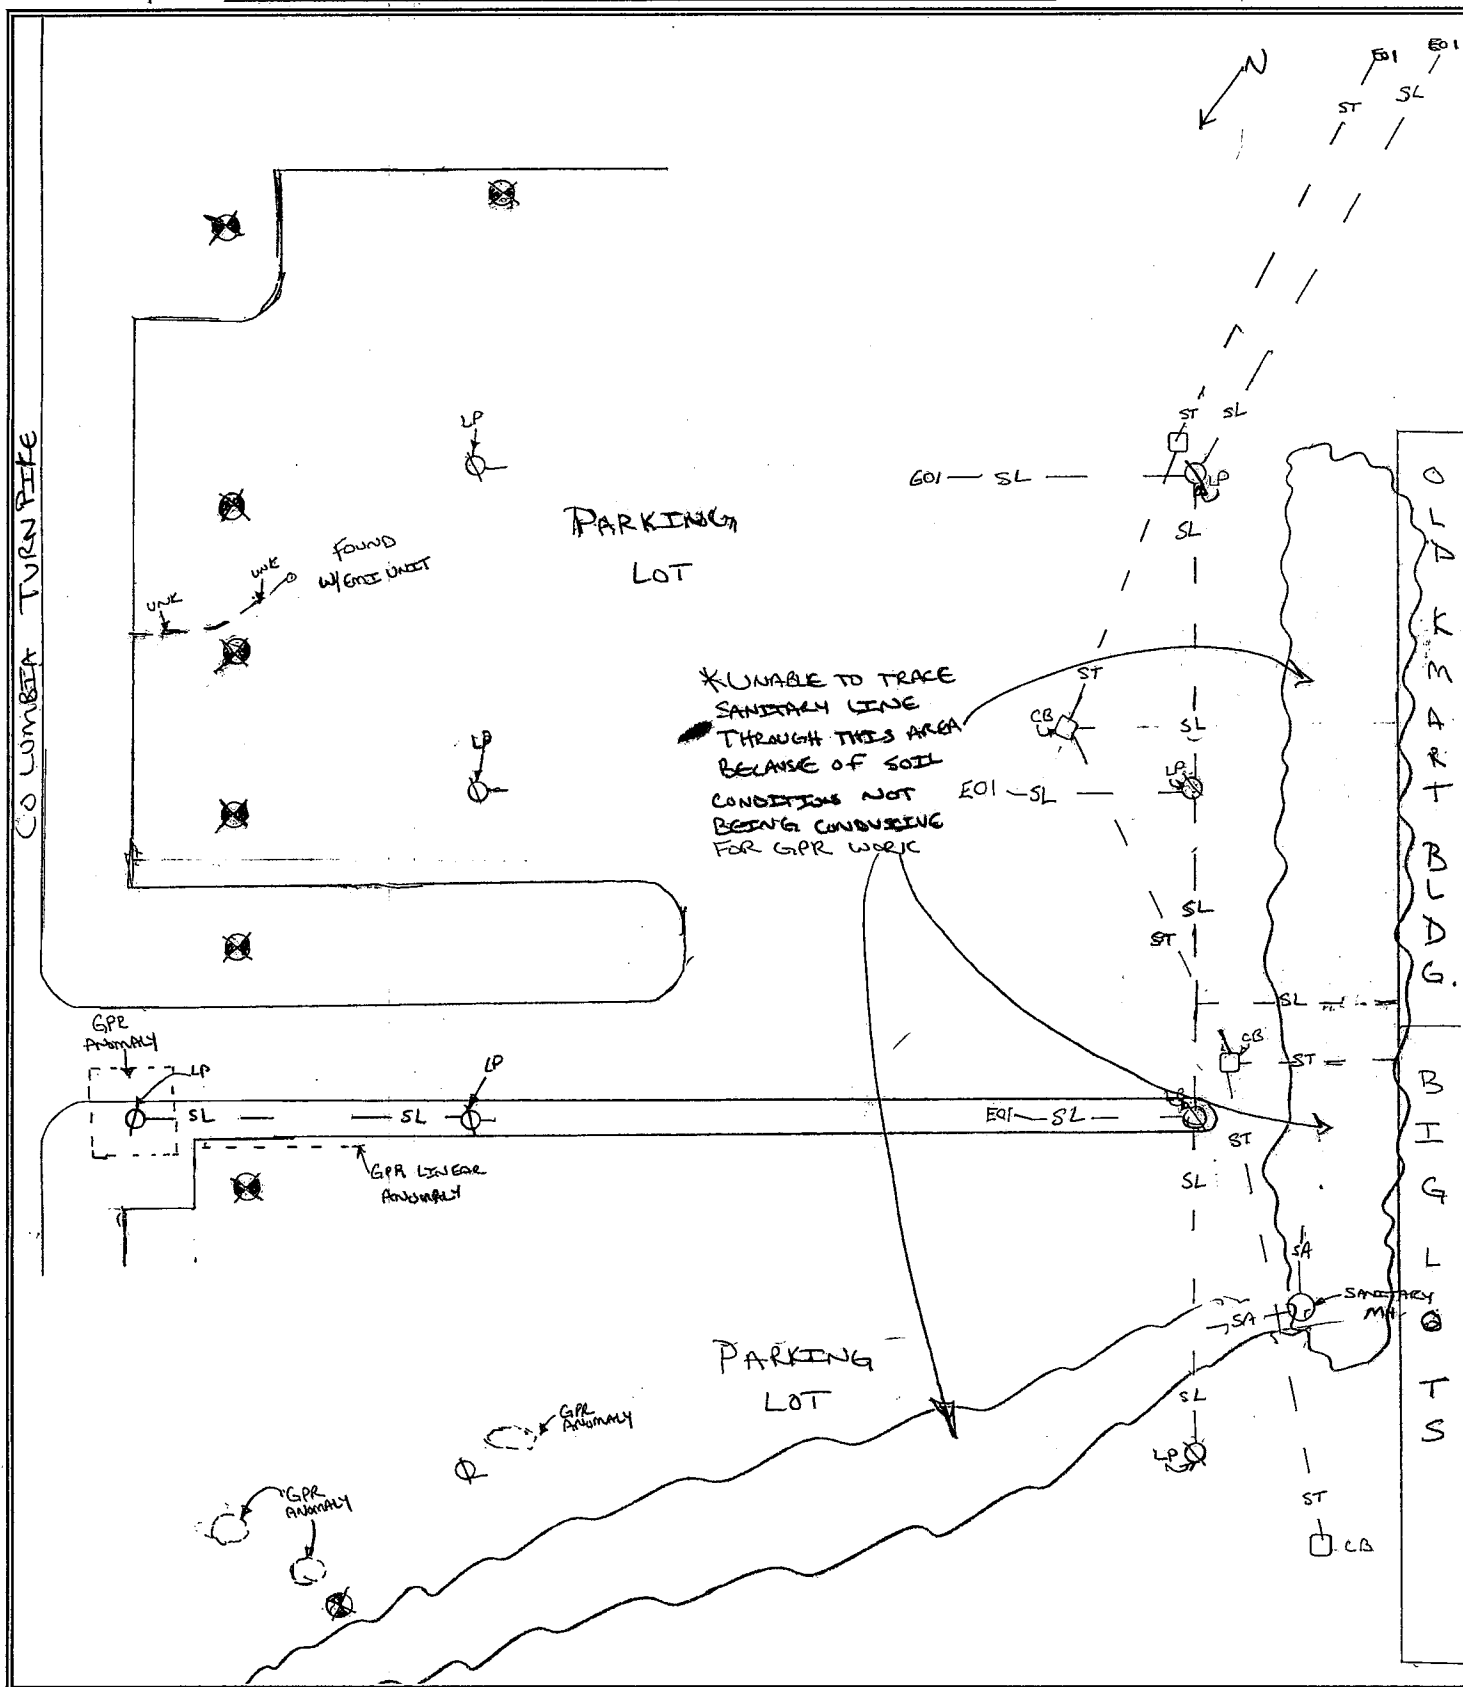 N
E01
E01
ST
SL
COLUMBIA TURNPIKE
LP
ST
SL
E01 — SL
LP
SL
PARKING
LOT
FOUND
W/EMI UNIT
UNK
UNK
OLD KMART BLDG.
*UNABLE TO TRACE
SANITARY LINE
THROUGH THIS AREA
BECAUSE OF SOIL
CONDITIONS NOT
BEING CONDUSIVE
FOR GPR WORK
ST
CB
SL
LP
LP
E01 — SL
SL
ST
SL
GPR
ANOMALY
LP
LP
CB
ST
SL
SL
E01 — SL
ST
GPR LINEAR
ANOMALY
SL
BIG LOTS
SA
SANITARY
MH
SA
PARKING
LOT
SL
GPR
ANOMALY
LP
GPR
ANOMALY
ST
CB